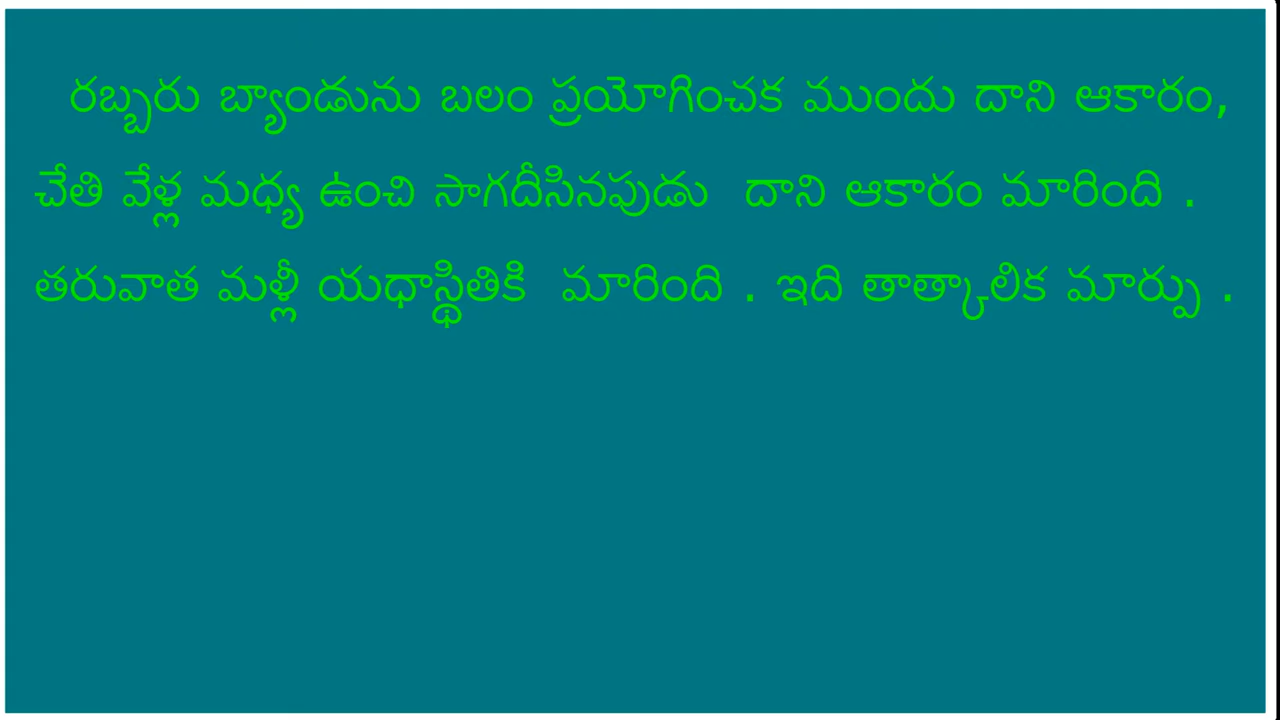 రబ్బరు బ్యాండును బలం ప్రయోగించక ముందు దాని ఆకారం,
చేతి వేళ్ల మధ్య ఉంచి సాగదీసినపుడు దాని ఆకారం మారింది .
తరువాత మళ్లీ యధాస్థితికి మారింది . ఇది తాత్కాలిక మార్పు .